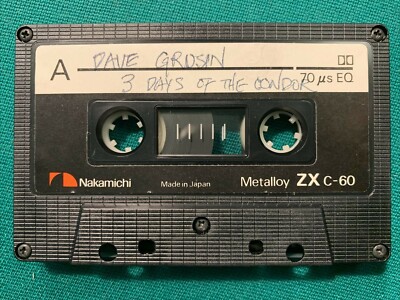 A
DAVE GRUSIN
3 DAYS OF THE CONDOR
70 µs EQ
Nakamichi
Made in Japan
Metalloy ZX C-60